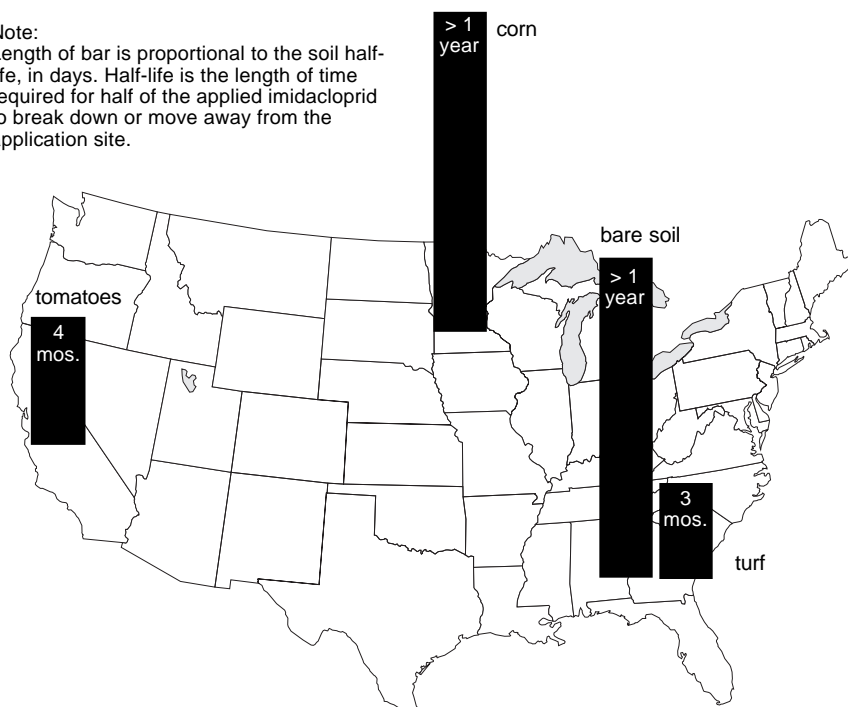 Note:
Length of bar is proportional to the soil half-
ife, in days. Half-life is the length of time
required for half of the applied imidacloprid
o break down or move away from the
application site.
> 1
year
corn
bare soil
> 1
year
tomatoes
4
mos.
3
mos.
turf